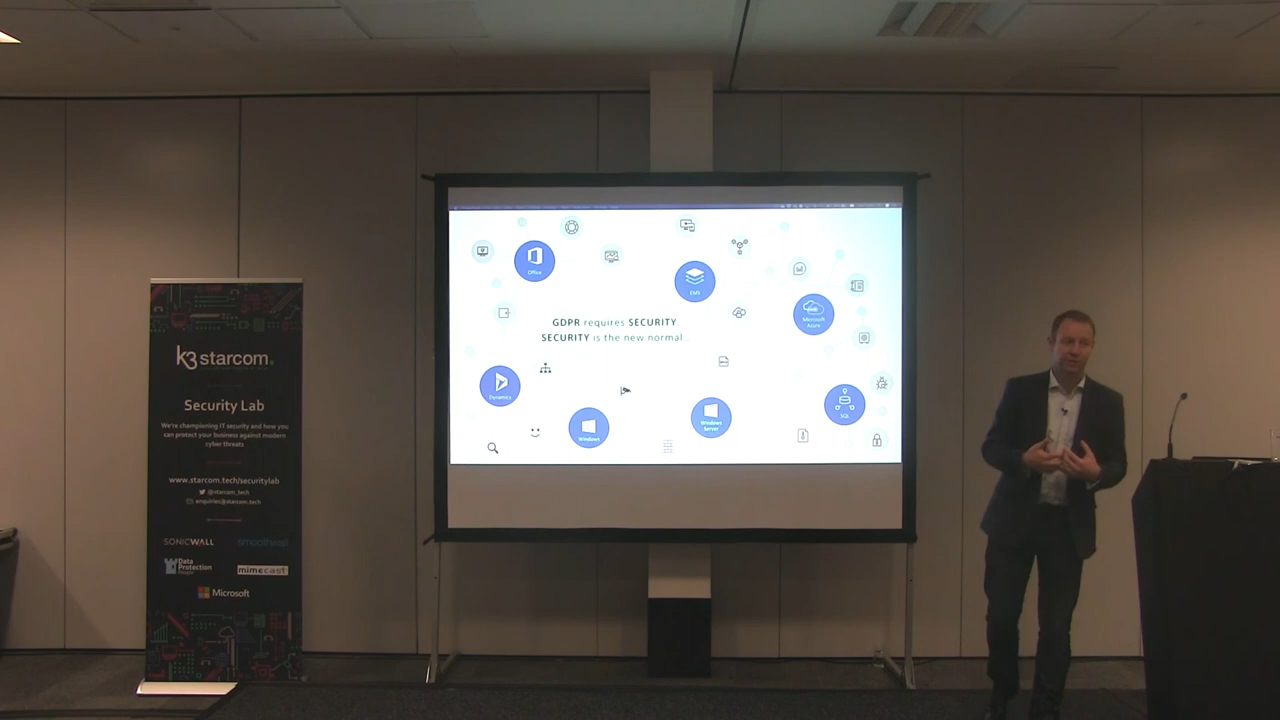 k3 starcom
Security Lab
We're championing IT security and how you
can protect your business against modern
cyber threats
www.starcom.tech/securitylab
@starcom_tech
enquiries@starcom.tech
SONICWALL
smoothwall
Data
Protection
People
mimecast
Microsoft
Office
EMS
Microsoft
Azure
GDPR requires SECURITY
SECURITY is the new normal...
Dynamics
Windows
Windows
Server
SQL